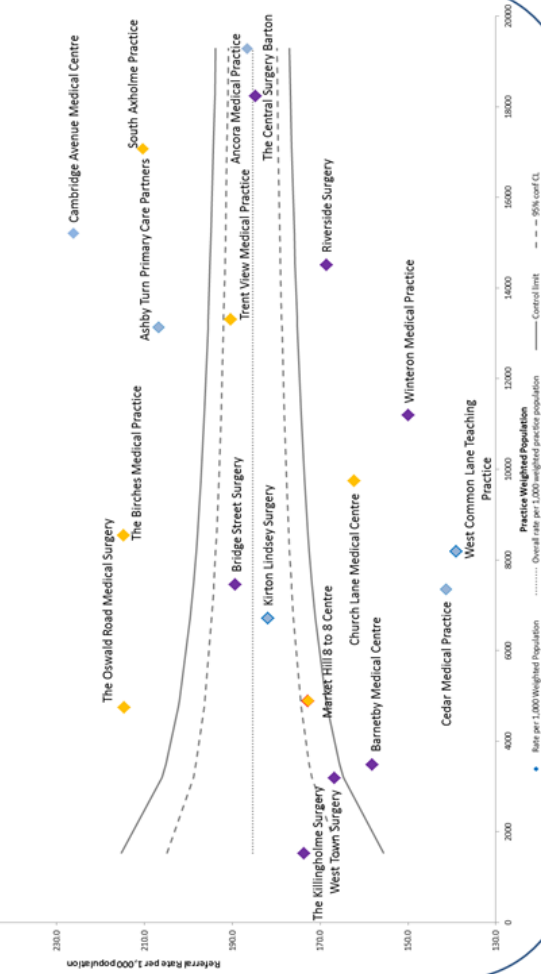 Referral Rate per 1,000 population
230.0
210.0
190.0
170.0
150.0
130.0
Cambridge Avenue Medical Centre
South Axholme Practice
Ashby Turn Primary Care Partners
The Birches Medical Practice
The Oswald Road Medical Surgery
Ancora Medical Practice
The Central Surgery Barton
Trent View Medical Practice
Bridge Street Surgery
Kirton Lindsey Surgery
Riverside Surgery
Market Hill 8 to 8 Centre
The Killingholme Surgery
West Town Surgery
Barnetby Medical Centre
Church Lane Medical Centre
Winteron Medical Practice
Cedar Medical Practice
West Common Lane Teaching
Practice
0
2000
4000
6000
8000
10000
12000
14000
16000
18000
20000
Practice Weighted Population
Rate per 1,000 Weighted Population
Overall rate per 1,000 weighted practice population
Control limit
95% conf CL